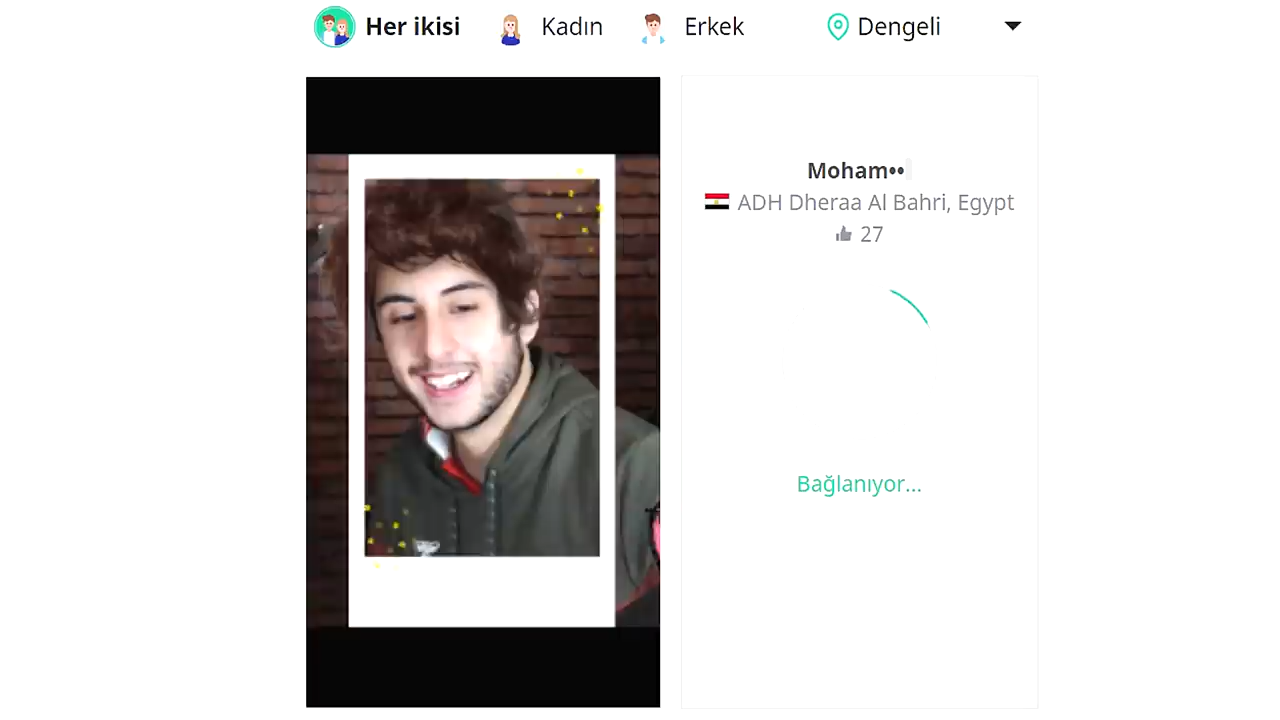 Her ikisi Kadın Erkek Dengeli
Moham••
ADH Dheraa Al Bahri, Egypt
27
Bağlanıyor...